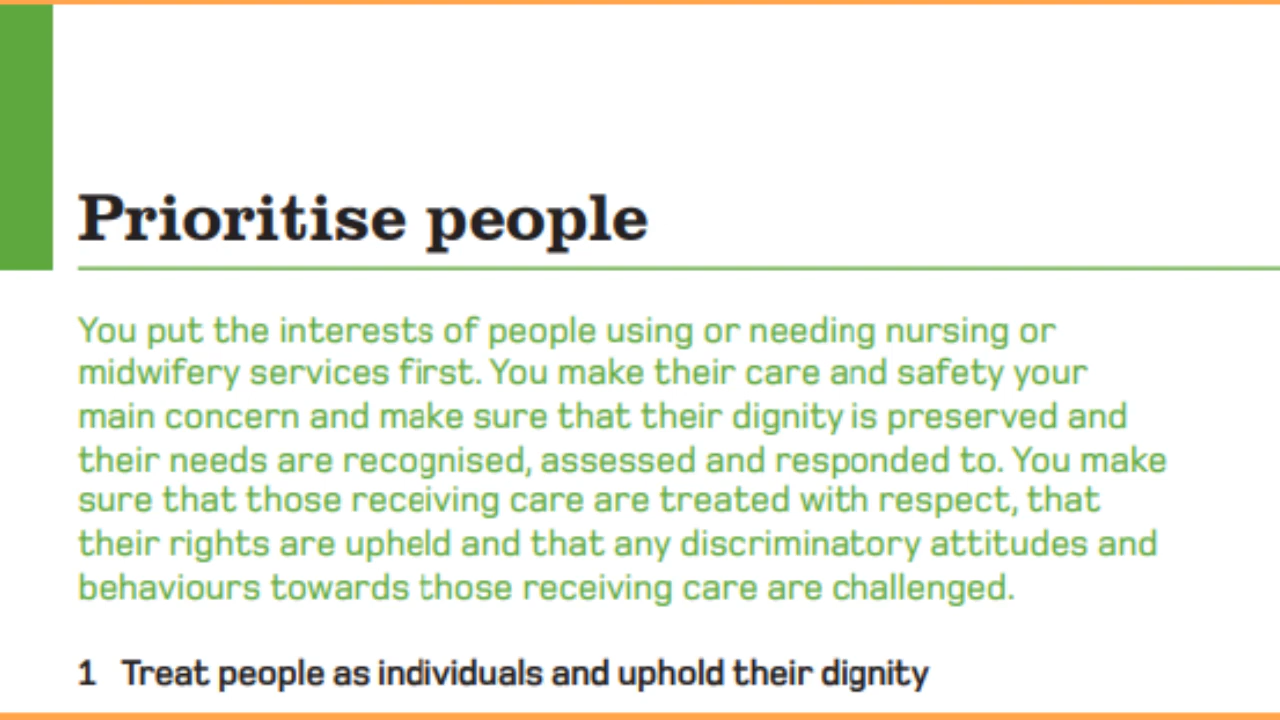 Prioritise people
You put the interests of people using or needing nursing or
midwifery services first. You make their care and safety your
main concern and make sure that their dignity is preserved and
their needs are recognised, assessed and responded to. You make
sure that those receiving care are treated with respect, that
their rights are upheld and that any discriminatory attitudes and
behaviours towards those receiving care are challenged.
1 Treat people as individuals and uphold their dignity